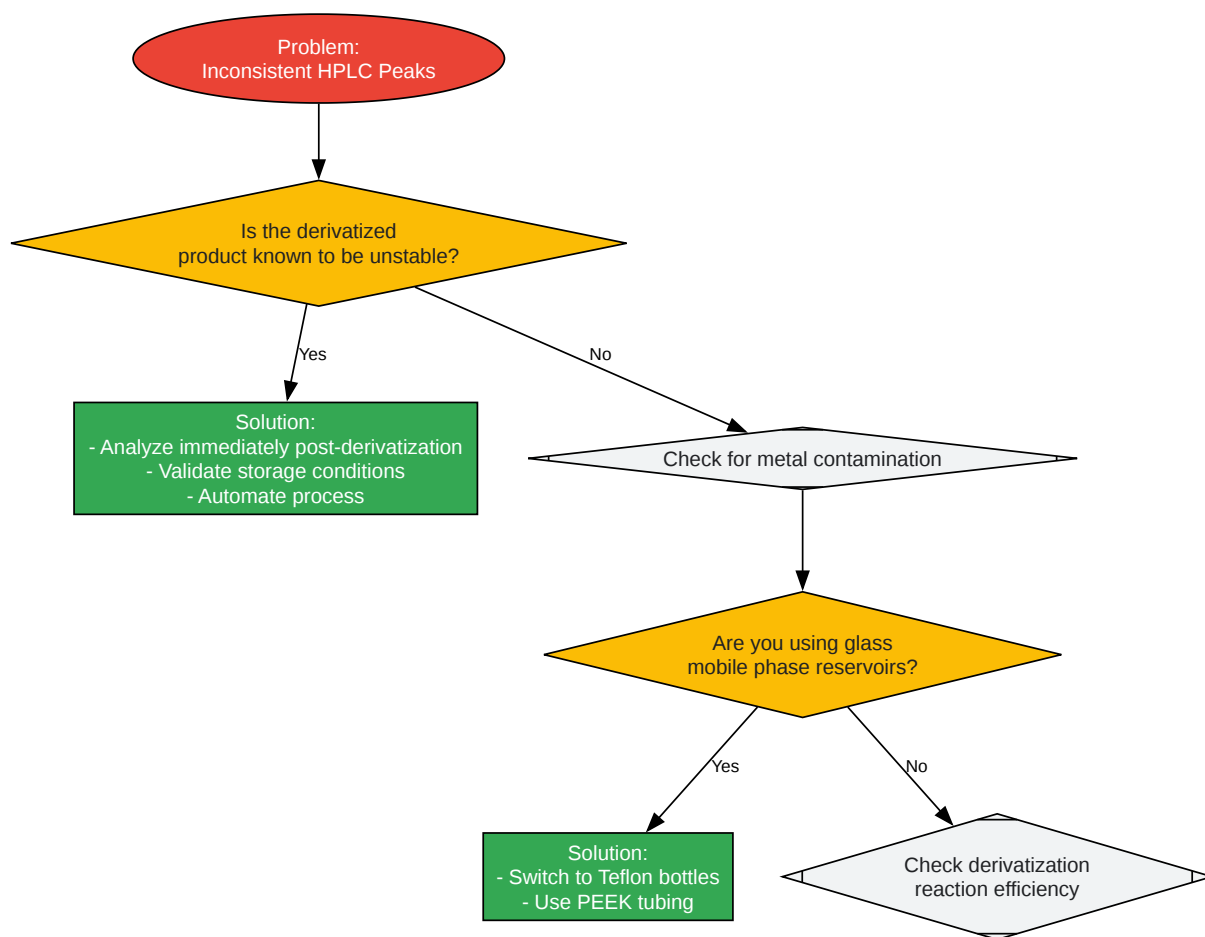 Problem:
Inconsistent HPLC Peaks
Is the derivatized
product known to be unstable?
Yes
No
Solution:
- Analyze immediately post-derivatization
- Validate storage conditions
- Automate process
Check for metal contamination
Are you using glass
mobile phase reservoirs?
Yes
No
Solution:
- Switch to Teflon bottles
- Use PEEK tubing
Check derivatization
reaction efficiency